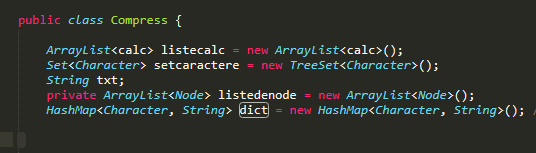 public class Compress {
ArrayList<calc> listecalc = new ArrayList<calc>();
Set<Character> setcaractere = new TreeSet<Character>();
String txt;
private ArrayList<Node> listedenode = new ArrayList<Node>();
HashMap<Character, String> dict = new HashMap<Character, String>(); /